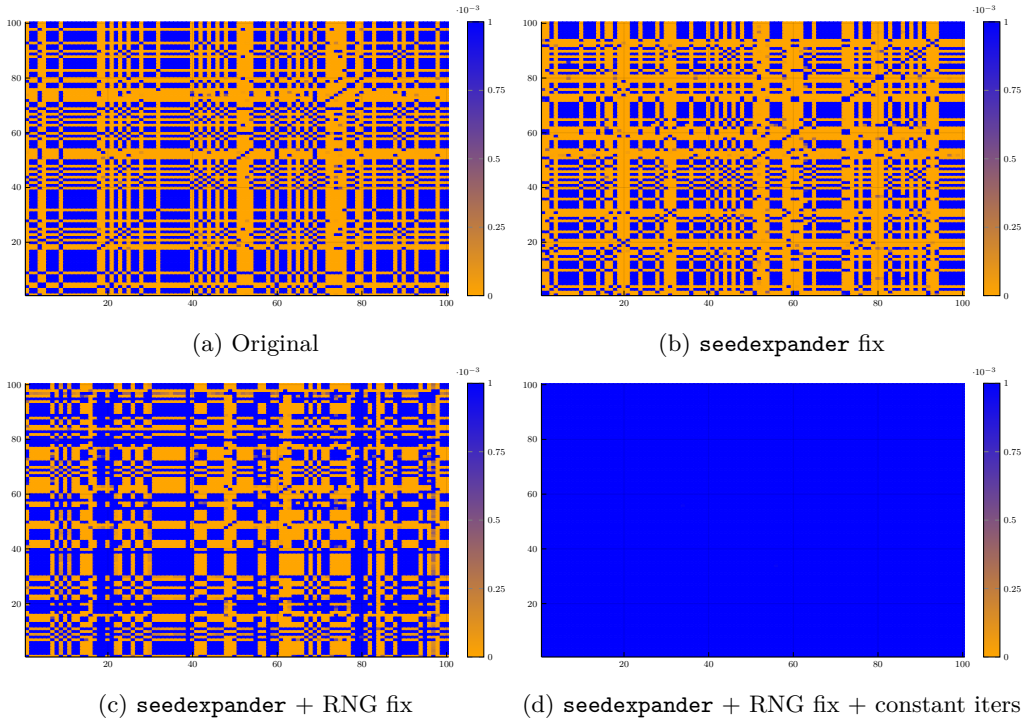 ·10⁻³ ·10⁻³
100 1 100 1
80 0.75 80 0.75
60 0.5 60 0.5
40 40
0.25 0.25
20 20
0 0
20 40 60 80 100 20 40 60 80 100
(a) Original (b) seedexpander fix
·10⁻³ ·10⁻³
100 1 100 1
80 0.75 80 0.75
60 0.5 60 0.5
40 40
0.25 0.25
20 20
0 0
20 40 60 80 100 20 40 60 80 100
(c) seedexpander + RNG fix (d) seedexpander + RNG fix + constant iters